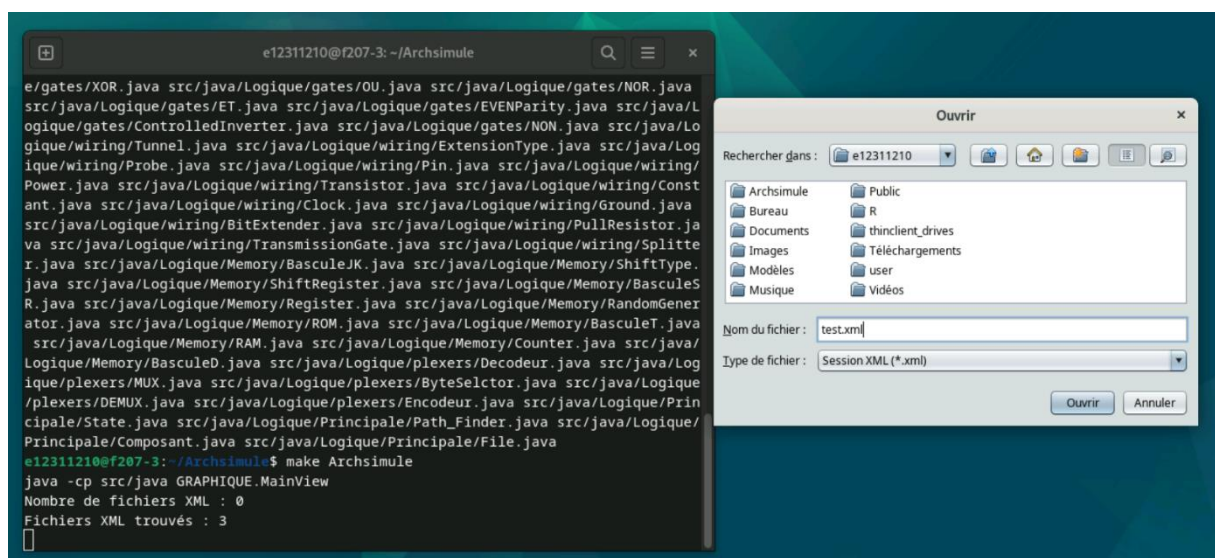 e12311210@f207-3: ~/Archsimule
e/gates/XOR.java src/java/Logique/gates/OU.java src/java/Logique/gates/NOR.java
src/java/Logique/gates/ET.java src/java/Logique/gates/EVENParity.java src/java/L
ogique/gates/ControlledInverter.java src/java/Logique/gates/NON.java src/java/Lo
gique/wiring/Tunnel.java src/java/Logique/wiring/ExtensionType.java src/java/Log
ique/wiring/Probe.java src/java/Logique/wiring/Pin.java src/java/Logique/wiring/
Power.java src/java/Logique/wiring/Transistor.java src/java/Logique/wiring/Const
ant.java src/java/Logique/wiring/Clock.java src/java/Logique/wiring/Ground.java
src/java/Logique/wiring/BitExtender.java src/java/Logique/wiring/PullResistor.ja
va src/java/Logique/wiring/TransmissionGate.java src/java/Logique/wiring/Splitte
r.java src/java/Logique/Memory/BasculeJK.java src/java/Logique/Memory/ShiftType.
java src/java/Logique/Memory/ShiftRegister.java src/java/Logique/Memory/BasculeS
R.java src/java/Logique/Memory/Register.java src/java/Logique/Memory/RandomGener
ator.java src/java/Logique/Memory/ROM.java src/java/Logique/Memory/BasculeT.java
src/java/Logique/Memory/RAM.java src/java/Logique/Memory/Counter.java src/java/
Logique/Memory/BasculeD.java src/java/Logique/plexers/Decodeur.java src/java/Log
ique/plexers/MUX.java src/java/Logique/plexers/ByteSelctor.java src/java/Logique
/plexers/DEMUX.java src/java/Logique/plexers/Encodeur.java src/java/Logique/Prin
cipale/State.java src/java/Logique/Principale/Path_Finder.java src/java/Logique/
Principale/Composant.java src/java/Logique/Principale/File.java
e12311210@f207-3:~/Archsimule$ make Archsimule
java -cp src/java GRAPHIQUE.MainView
Nombre de fichiers XML : 0
Fichiers XML trouvés : 3
Ouvrir
Rechercher dans : e12311210
Archsimule Public
Bureau R
Documents thinclient_drives
Images Téléchargements
Modèles user
Musique Vidéos
Nom du fichier : test.xml
Type de fichier : Session XML (*.xml)
Ouvrir Annuler